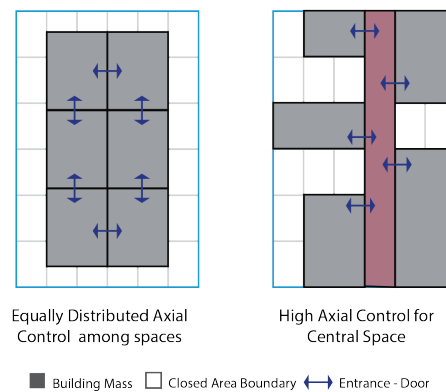 Equally Distributed Axial
Control among spaces
High Axial Control for
Central Space
Building Mass
Closed Area Boundary
Entrance - Door